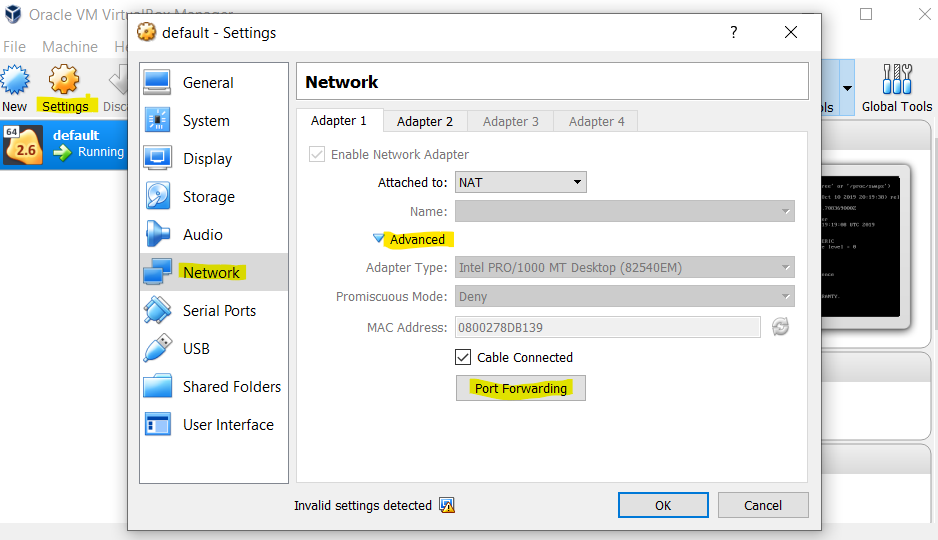 Oracle VM VirtualBox Manager
default - Settings
?
File Machine
New Settings Disca
Global Tools
64
2.6
default
Running
General
System
Display
Storage
Audio
Network
Serial Ports
USB
Shared Folders
User Interface
Network
Adapter 1 Adapter 2 Adapter 3 Adapter 4
Enable Network Adapter
Attached to: NAT
Name:
Advanced
Adapter Type: Intel PRO/1000 MT Desktop (82540EM)
Promiscuous Mode: Deny
MAC Address: 0800278DB139
Cable Connected
Port Forwarding
Invalid settings detected
OK Cancel